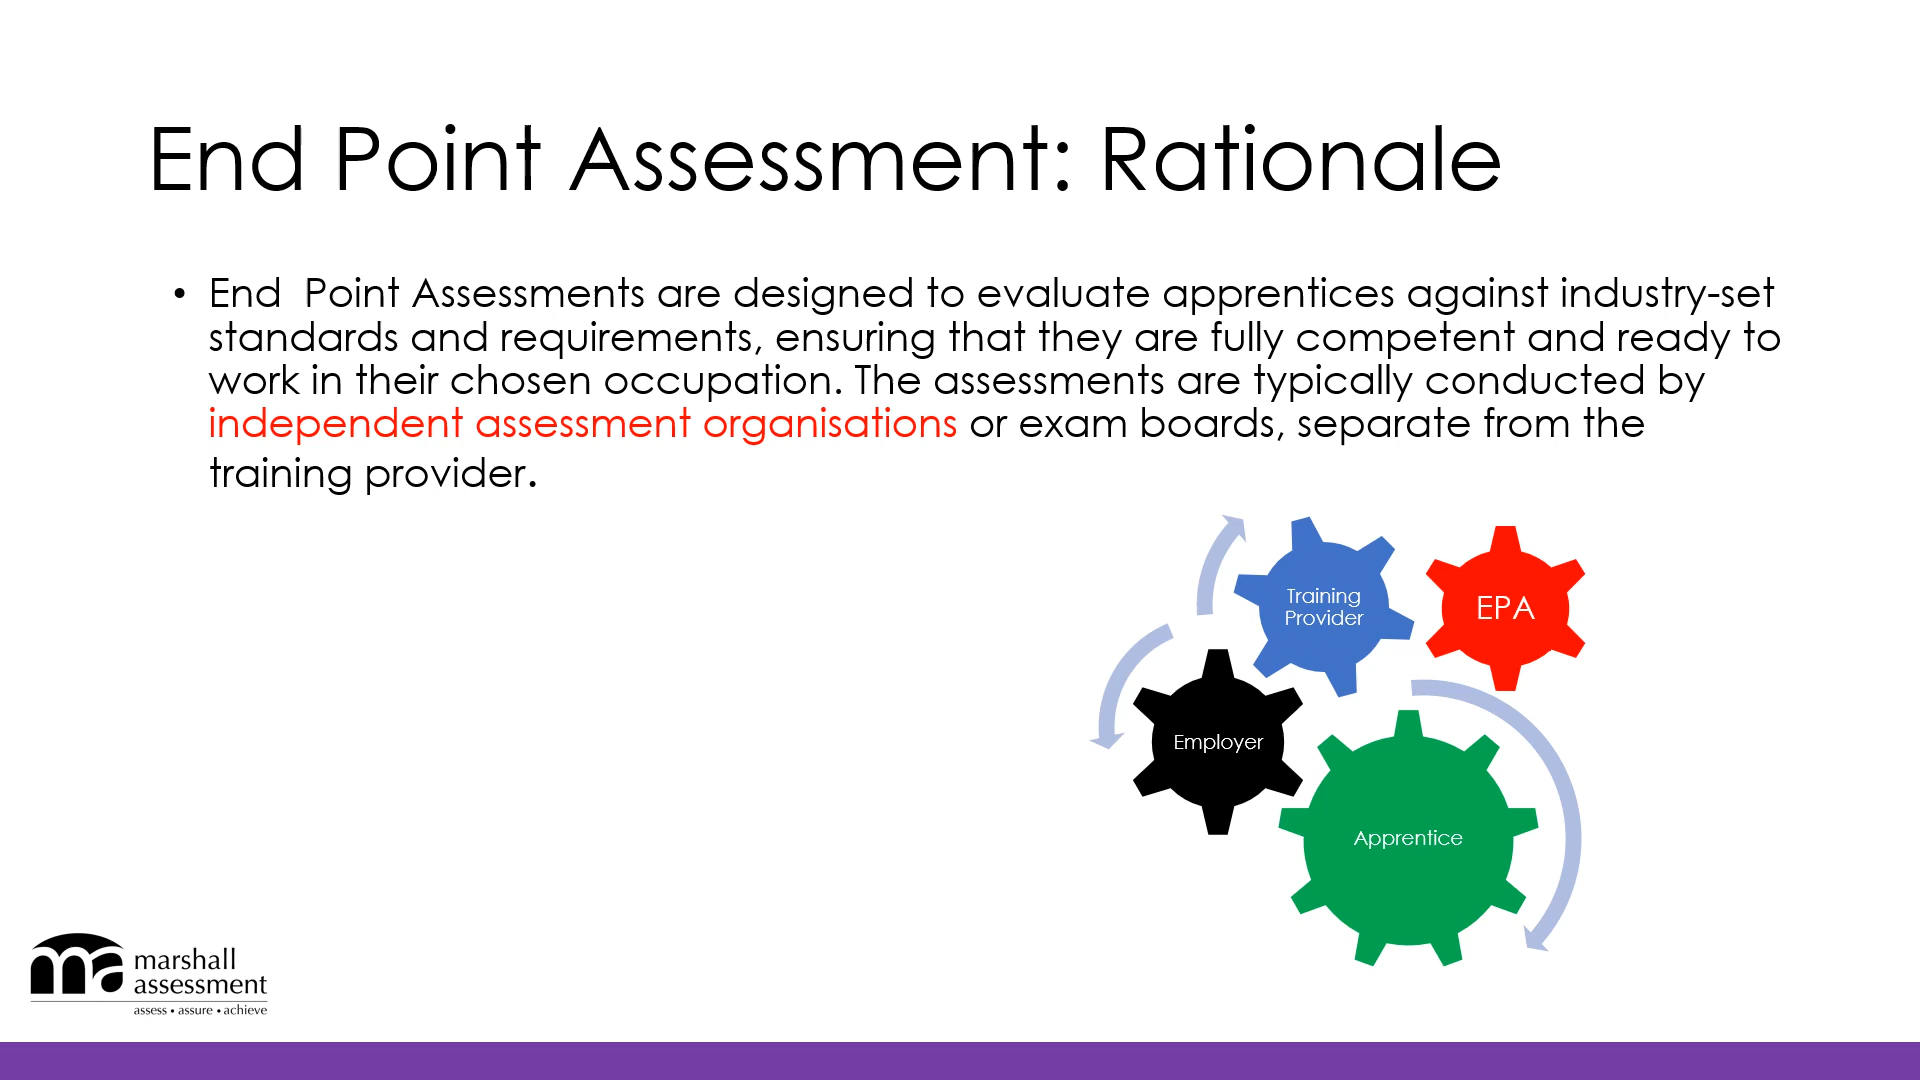 End Point Assessment: Rationale
• End  Point Assessments are designed to evaluate apprentices against industry-set
standards and requirements, ensuring that they are fully competent and ready to
work in their chosen occupation. The assessments are typically conducted by
independent assessment organisations or exam boards, separate from the
training provider.
Training
Provider
EPA
Employer
Apprentice
ma
marshall
assessment
assess • assure • achieve